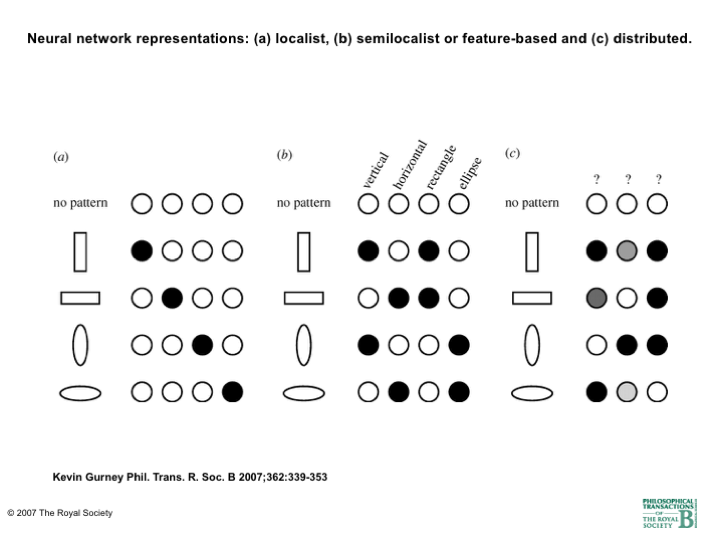 Neural network representations: (a) localist, (b) semilocalist or feature-based and (c) distributed.
(a)
(b)
vertical
horizontal
rectangle
ellipse
(c)
? ? ?
no pattern
no pattern
no pattern
Kevin Gurney Phil. Trans. R. Soc. B 2007;362:339-353
© 2007 The Royal Society
PHILOSOPHICAL
TRANSACTIONS
OF
THE ROYAL
SOCIETY
B